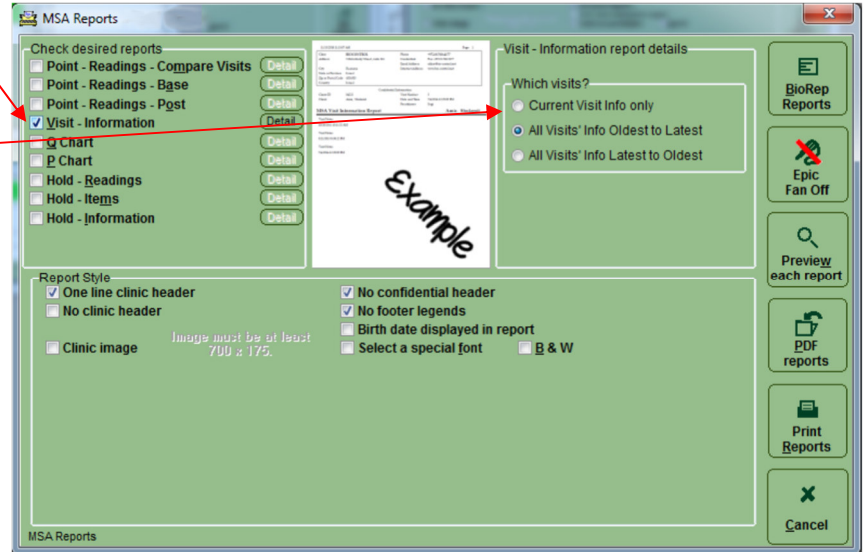 MSA Reports
Check desired reports
Point - Readings - Compare Visits Detail
Point - Readings - Base Detail
Point - Readings - Post Detail
Visit - Information Detail
Q Chart Detail
P Chart Detail
Hold - Readings Detail
Hold - Items Detail
Hold - Information Detail
Example
Visit - Information report details
Which visits?
Current Visit Info only
All Visits' Info Oldest to Latest
All Visits' Info Latest to Oldest
BioRep
Reports
Epic
Fan Off
Preview
each report
PDF
reports
Print
Reports
Cancel
Report Style
One line clinic header
No clinic header
Clinic image
Image must be at least
700 x 175.
No confidential header
No footer legends
Birth date displayed in report
Select a special font
B & W
MSA Reports